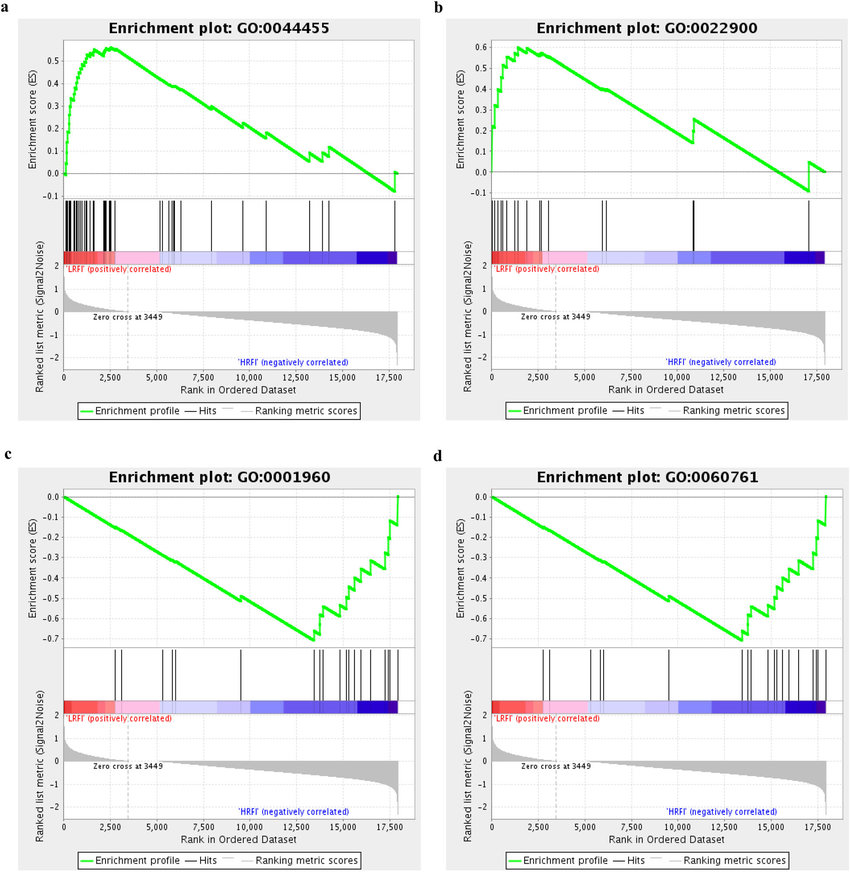 a
Enrichment plot: GO:0044455
Enrichment score (ES)
0.5
0.4
0.3
0.2
0.1
0.0
-0.1
Ranked list metric (Signal2Noise)
2
1
0
-1
-2
'LRFI' (positively correlated)
Zero cross at 3449
'HRFI' (negatively correlated)
0 2,500 5,000 7,500 10,000 12,500 15,000 17,500
Rank in Ordered Dataset
Enrichment profile Hits Ranking metric scores
b
Enrichment plot: GO:0022900
Enrichment score (ES)
0.6
0.5
0.4
0.3
0.2
0.1
0.0
-0.1
Ranked list metric (Signal2Noise)
2
1
0
-1
-2
'LRFI' (positively correlated)
Zero cross at 3449
'HRFI' (negatively correlated)
0 2,500 5,000 7,500 10,000 12,500 15,000 17,500
Rank in Ordered Dataset
Enrichment profile Hits Ranking metric scores
c
Enrichment plot: GO:0001960
Enrichment score (ES)
0.0
-0.1
-0.2
-0.3
-0.4
-0.5
-0.6
-0.7
Ranked list metric (Signal2Noise)
2
1
0
-1
-2
'LRFI' (positively correlated)
Zero cross at 3449
'HRFI' (negatively correlated)
0 2,500 5,000 7,500 10,000 12,500 15,000 17,500
Rank in Ordered Dataset
Enrichment profile Hits Ranking metric scores
d
Enrichment plot: GO:0060761
Enrichment score (ES)
0.0
-0.1
-0.2
-0.3
-0.4
-0.5
-0.6
-0.7
Ranked list metric (Signal2Noise)
2
1
0
-1
-2
'LRFI' (positively correlated)
Zero cross at 3449
'HRFI' (negatively correlated)
0 2,500 5,000 7,500 10,000 12,500 15,000 17,500
Rank in Ordered Dataset
Enrichment profile Hits Ranking metric scores